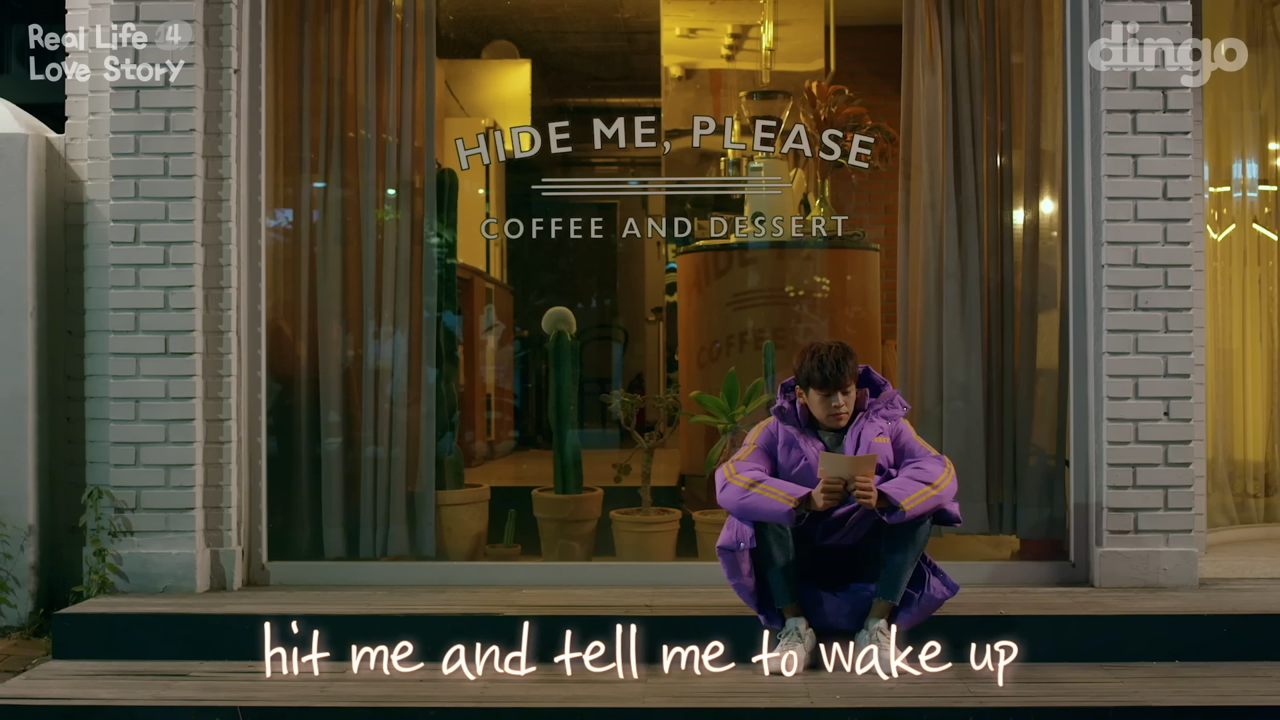 Real Life 4
Love Story
dingo
HIDE ME, PLEASE
COFFEE AND DESSERT
COFFEE
hit me and tell me to wake up